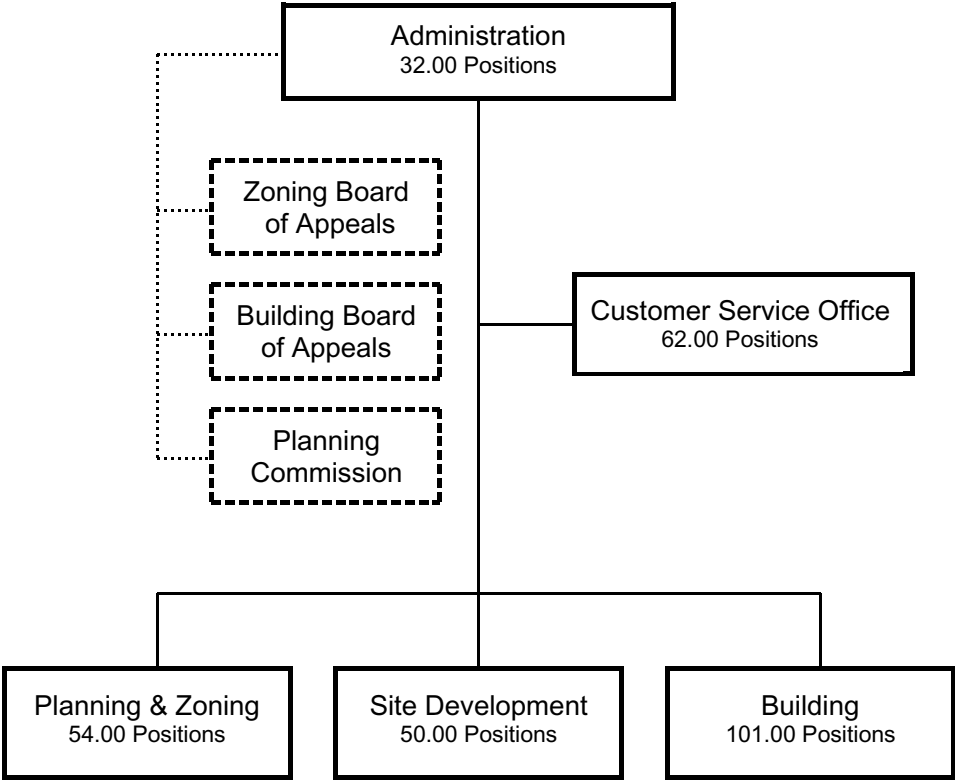 Administration
32.00 Positions
Zoning Board
of Appeals
Building Board
of Appeals
Customer Service Office
62.00 Positions
Planning
Commission
Planning & Zoning
54.00 Positions
Site Development
50.00 Positions
Building
101.00 Positions